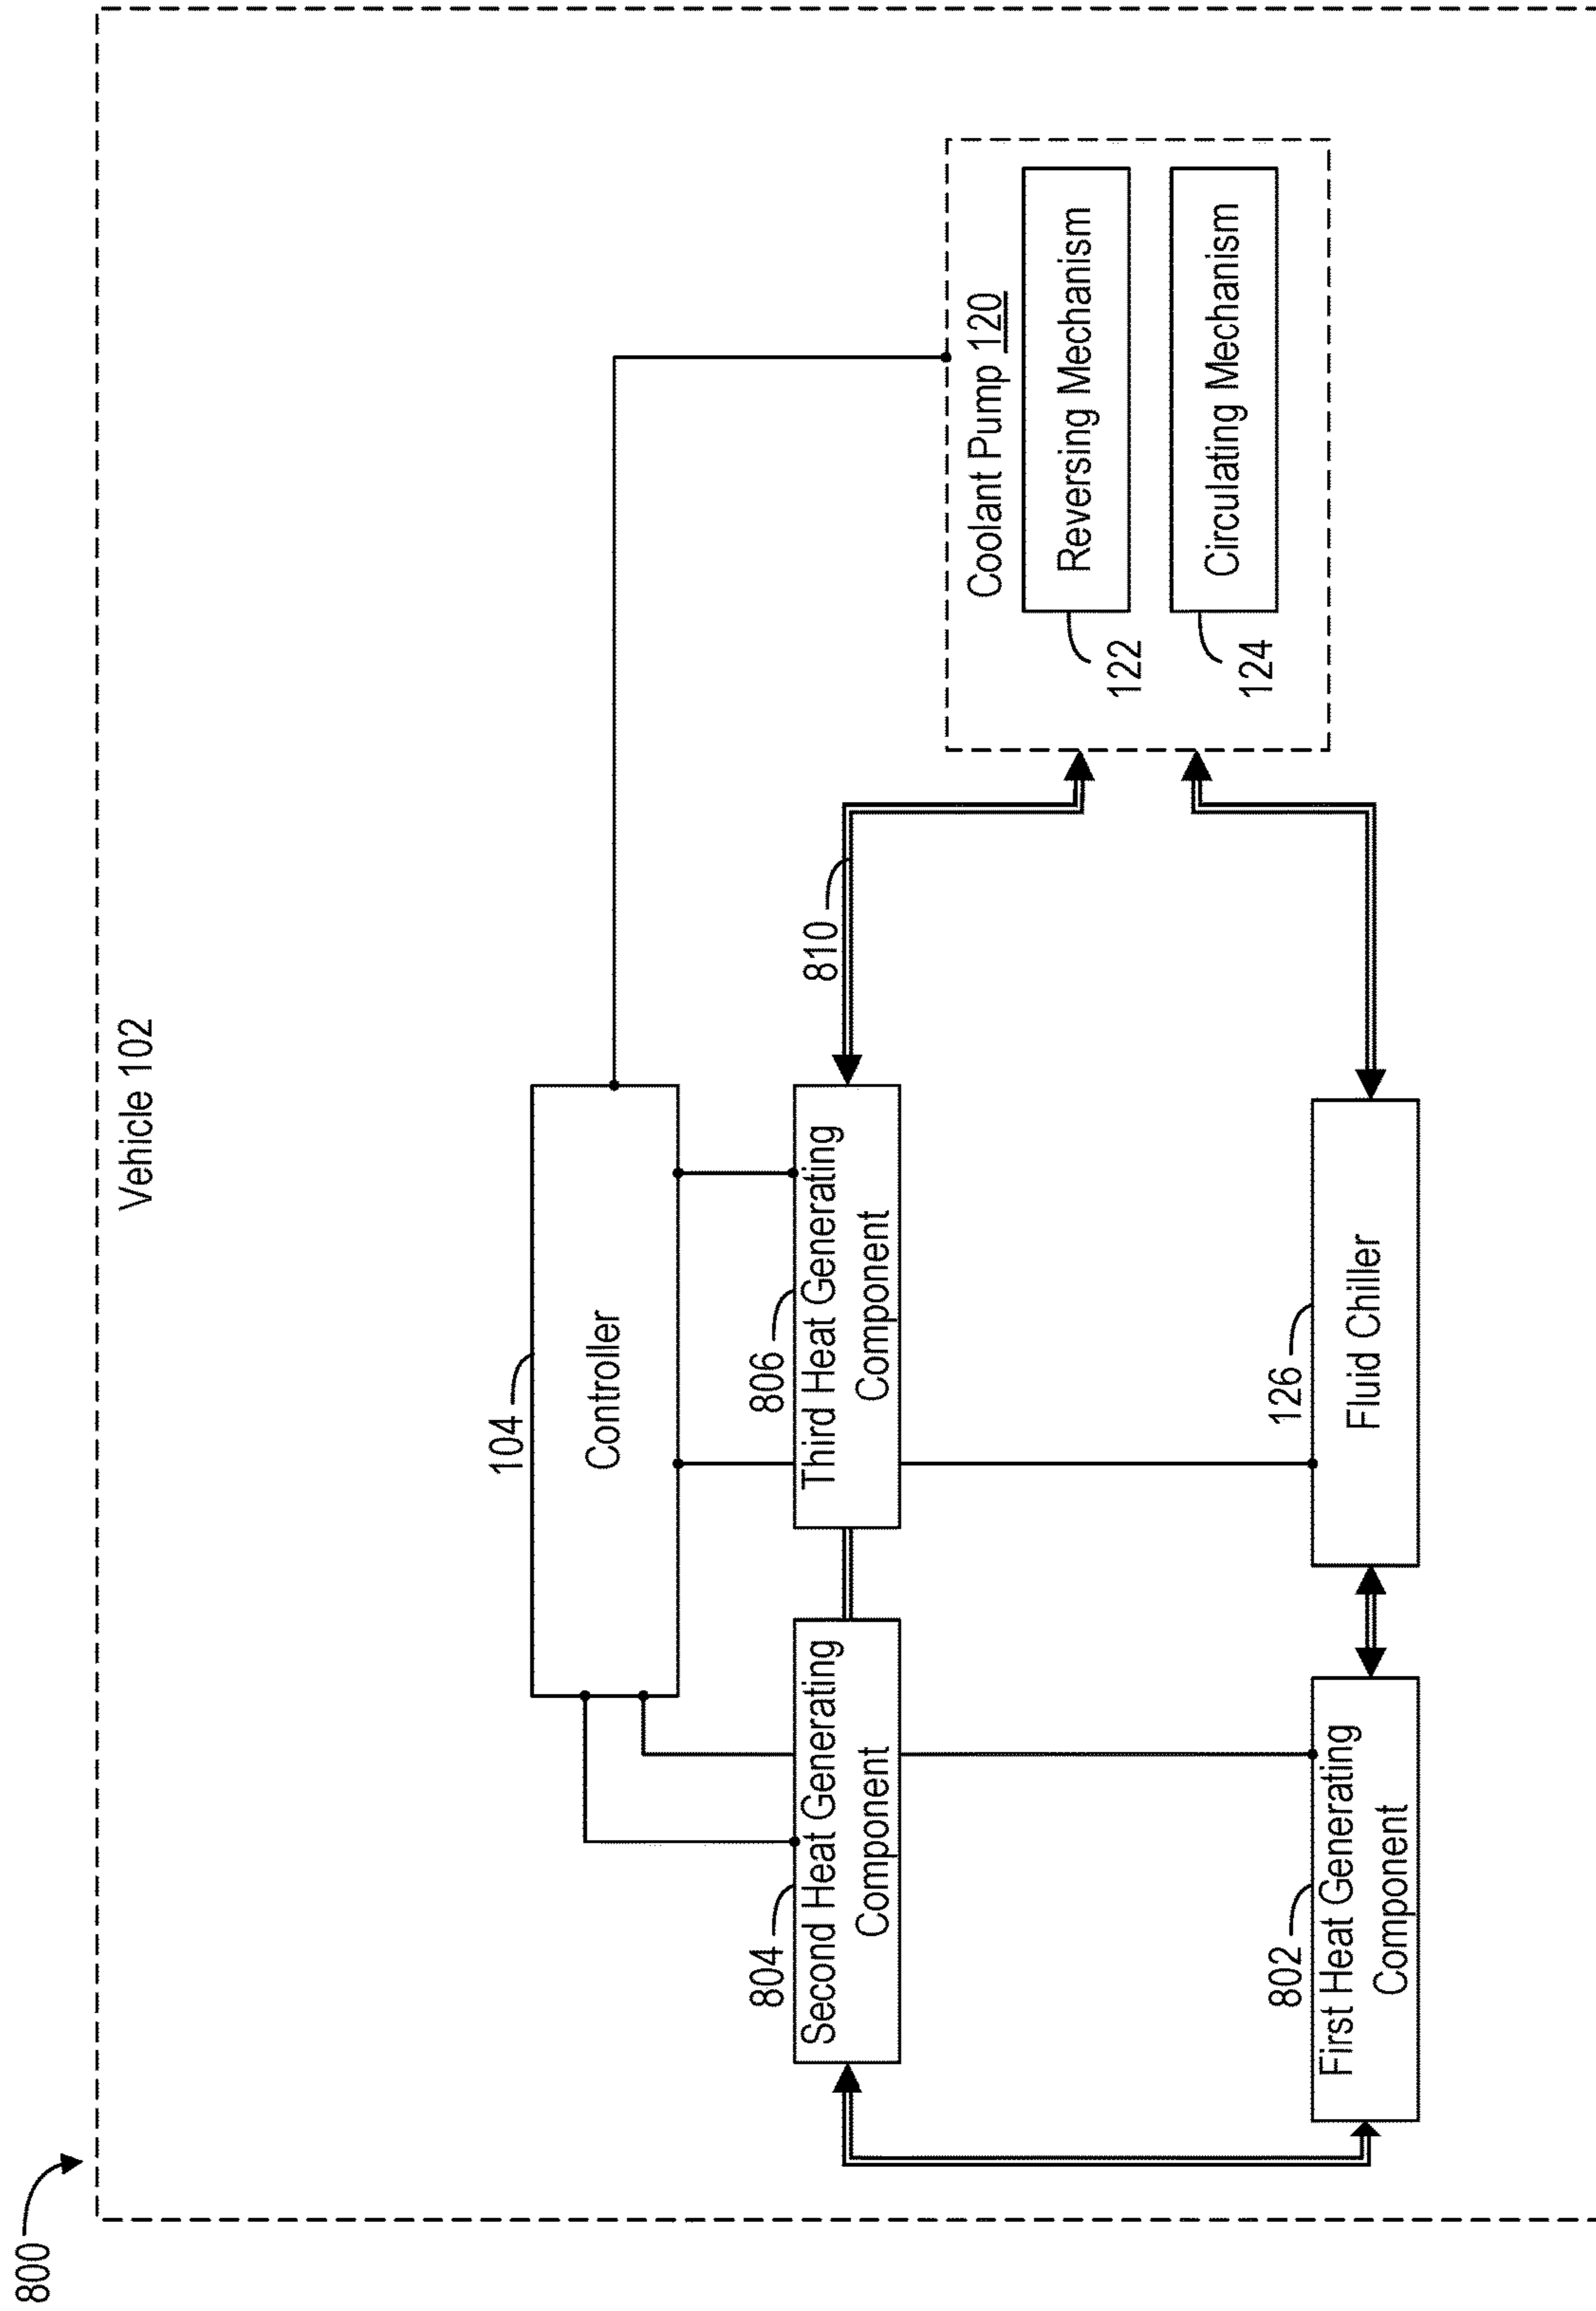 800
Vehicle 102
104
Controller
804
Second Heat Generating
Component
806
Third Heat Generating
Component
810
Coolant Pump 120
Reversing Mechanism
122
Circulating Mechanism
124
802
First Heat Generating
Component
126
Fluid Chiller